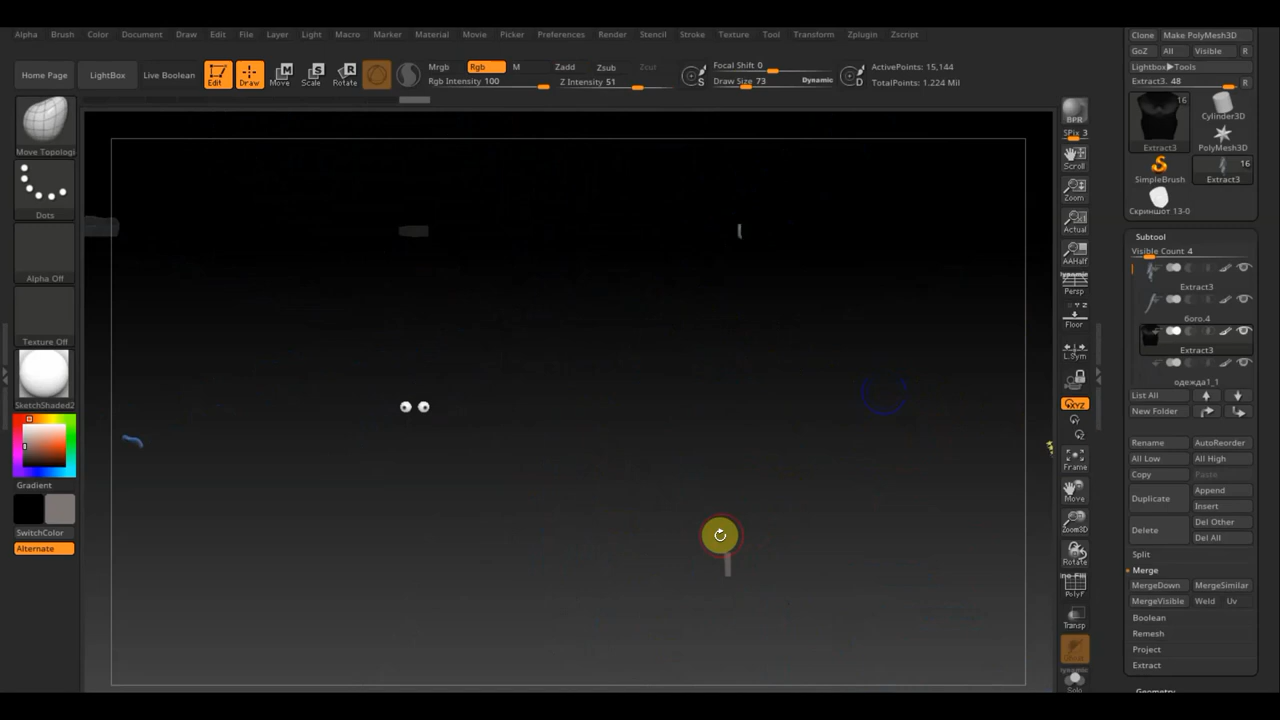 Alpha Brush Color Document Draw Edit File Layer Light Macro Marker Material Movie Picker Preferences Render Stencil Stroke Texture Tool Transform Zplugin Zscript
Home Page
LightBox
Live Boolean
Edit
Draw
Move
Scale
Rotate
Mrgb
Rgb
M
Rgb Intensity 100
Zadd
Zsub
Zcut
Z Intensity 51
S
Focal Shift 0
Draw Size 73
Dynamic
D
ActivePoints: 15,144
TotalPoints: 1.224 Mil
Move Topologi
Dots
Alpha Off
Texture Off
SketchShaded2
Gradient
SwitchColor
Alternate
BPR
SPix 3
Scroll
Zoom
Actual
AAHalf
Persp
Floor
L.Sym
XYZ
Y
Z
Frame
Move
Zoom3D
Rotate
PolyF
Transp
Solo
Clone
Make PolyMesh3D
GoZ
All
Visible
R
Lightbox▶Tools
Extract3. 48
R
16
Extract3
Cylinder3D
PolyMesh3D
SimpleBrush
16
Extract3
Скриншот 13-0
Subtool
Visible Count 4
Extract3
6oro.4
Extract3
одежда1_1
List All
New Folder
Rename
AutoReorder
All Low
All High
Copy
Paste
Duplicate
Append
Insert
Delete
Del Other
Del All
Split
Merge
MergeDown
MergeSimilar
MergeVisible
Weld
Uv
Boolean
Remesh
Project
Extract
Geometry